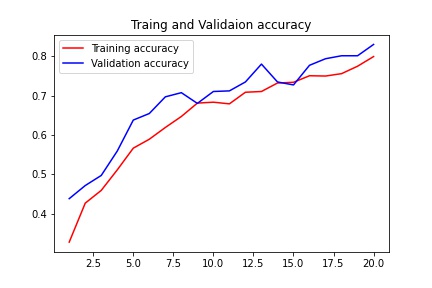 Traing and Validaion accuracy
Training accuracy
Validation accuracy
0.8
0.7
0.6
0.5
0.4
2.5 5.0 7.5 10.0 12.5 15.0 17.5 20.0